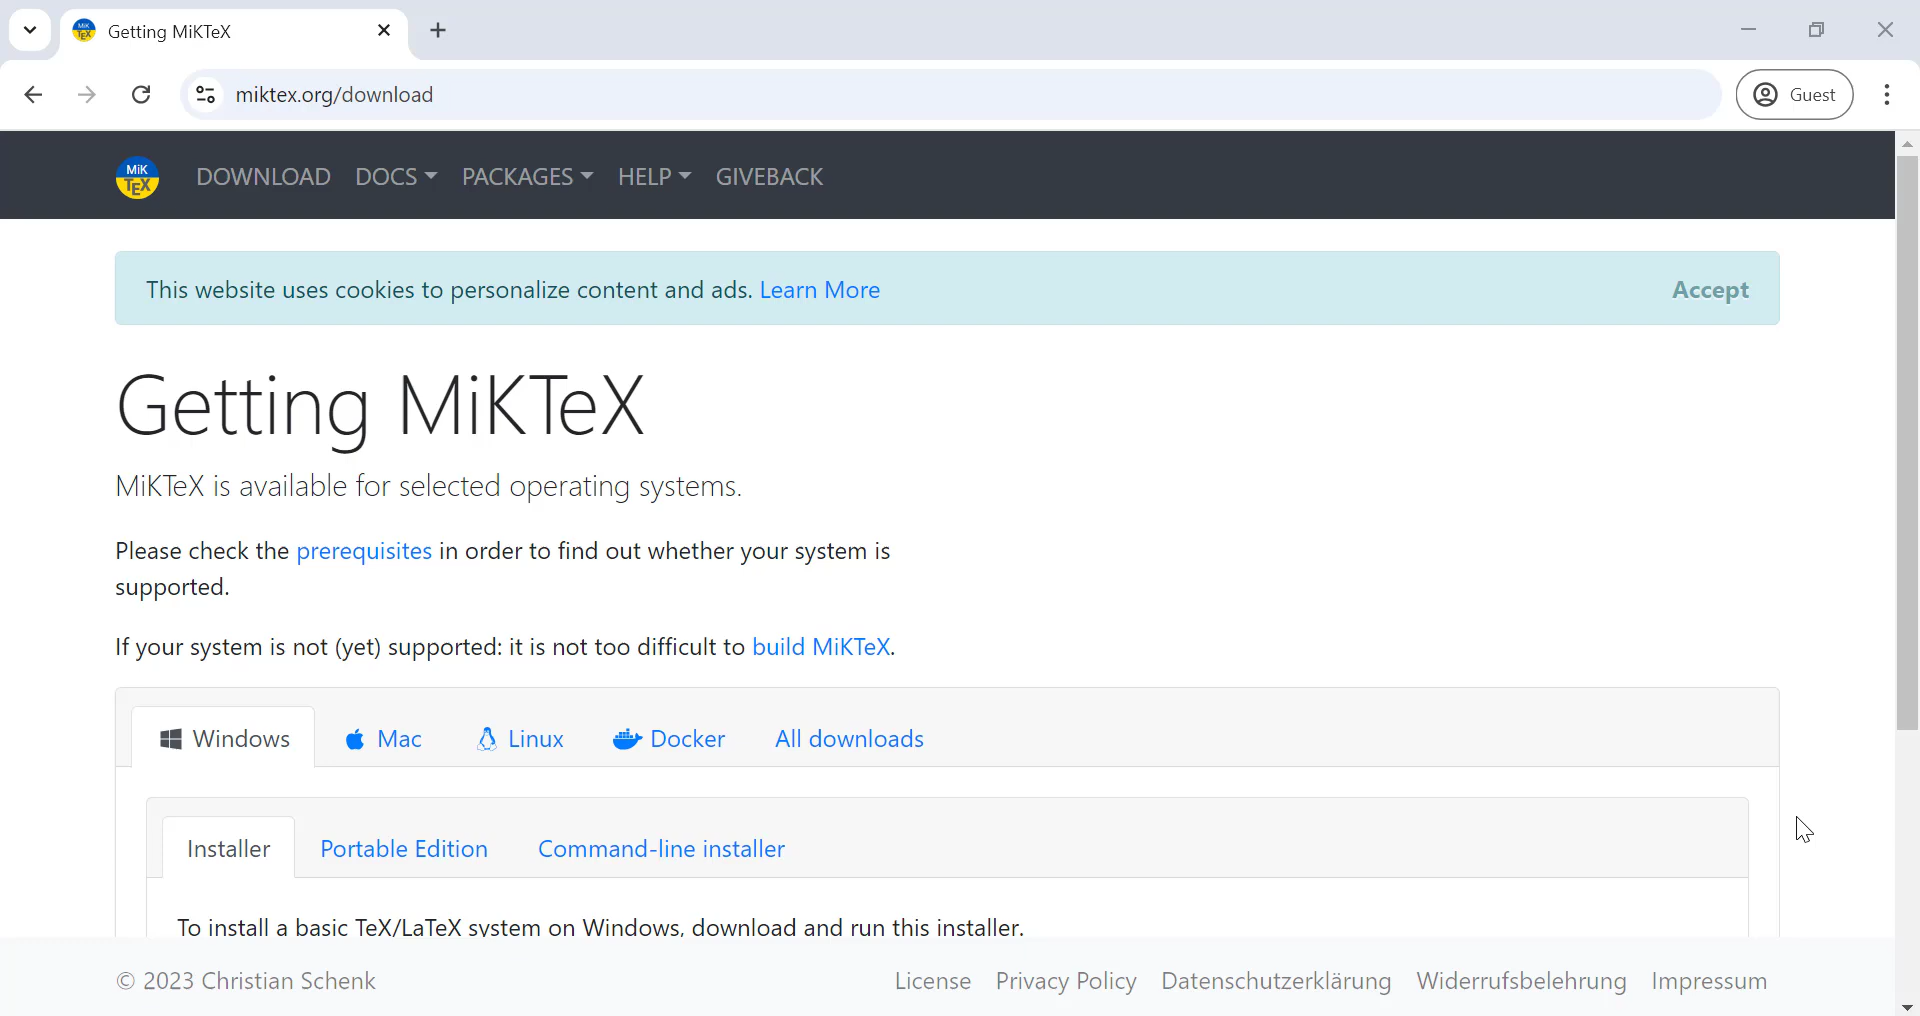 Getting MiKTeX
miktex.org/download
Guest
MiK
TEX
DOWNLOAD DOCS PACKAGES HELP GIVEBACK
This website uses cookies to personalize content and ads. Learn More
Accept
Getting MiKTeX
MiKTeX is available for selected operating systems.
Please check the prerequisites in order to find out whether your system is
supported.
If your system is not (yet) supported: it is not too difficult to build MiKTeX.
Windows Mac Linux Docker All downloads
Installer Portable Edition Command-line installer
To install a basic TeX/LaTeX system on Windows, download and run this installer.
© 2023 Christian Schenk
License Privacy Policy Datenschutzerklärung Widerrufsbelehrung Impressum